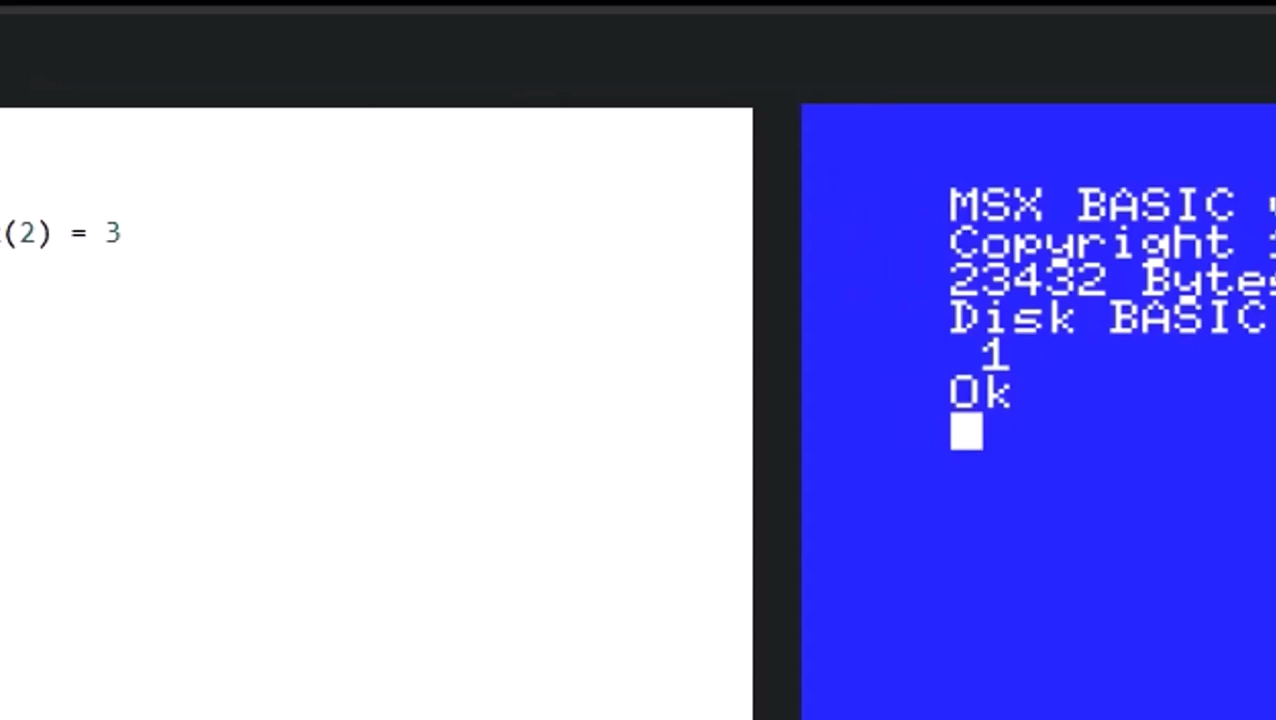 (2) = 3
MSX BASIC
Copyright
23432 Bytes
Disk BASIC
1
Ok